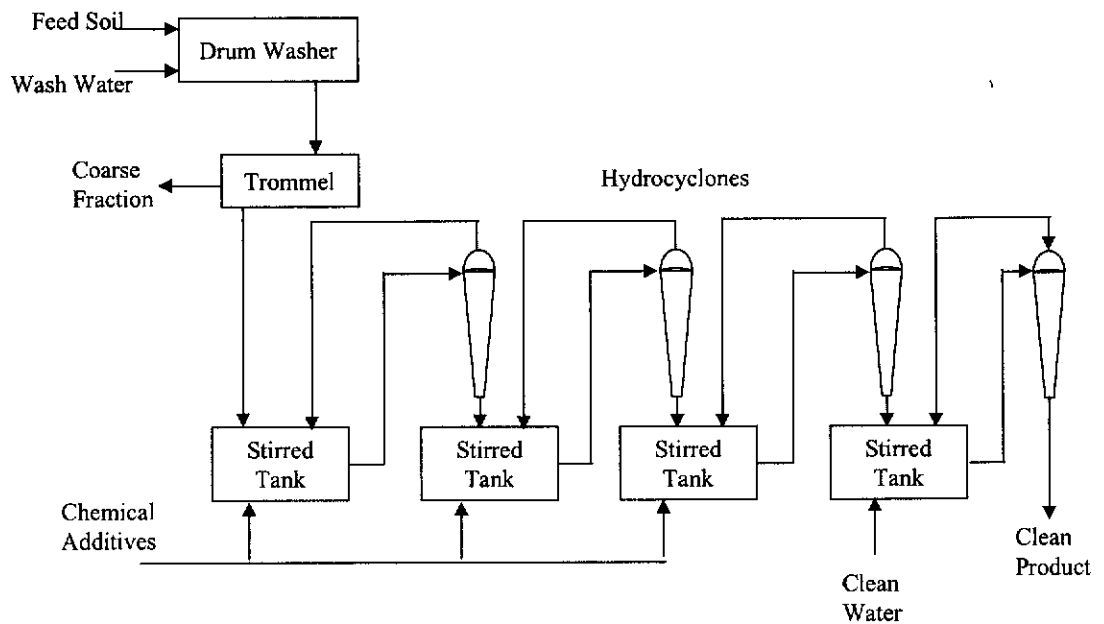 Feed Soil
Drum Washer
Wash Water
Coarse
Fraction
Trommel
Hydrocyclones
Stirred
Tank
Stirred
Tank
Stirred
Tank
Stirred
Tank
Chemical
Additives
Clean
Water
Clean
Product